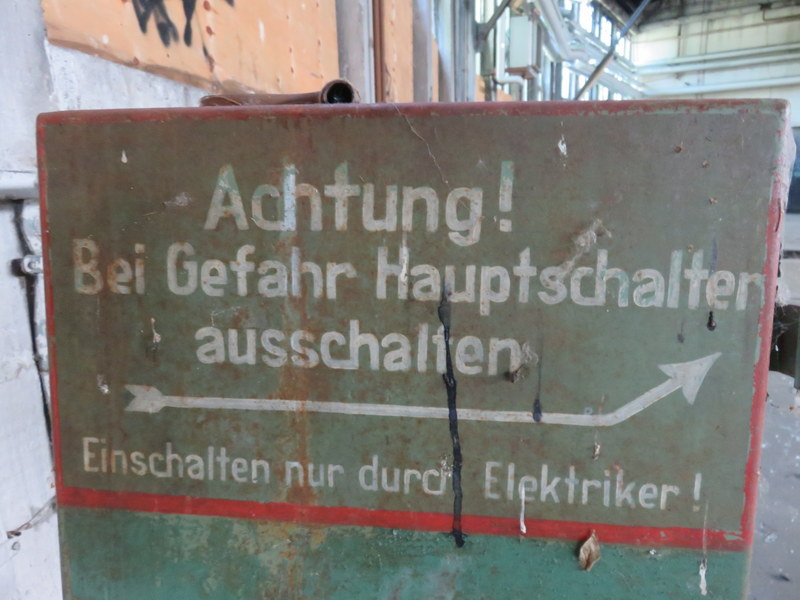 Achtung!
Bei Gefahr Hauptschalter
ausschalten
Einschalten nur durch Elektriker!